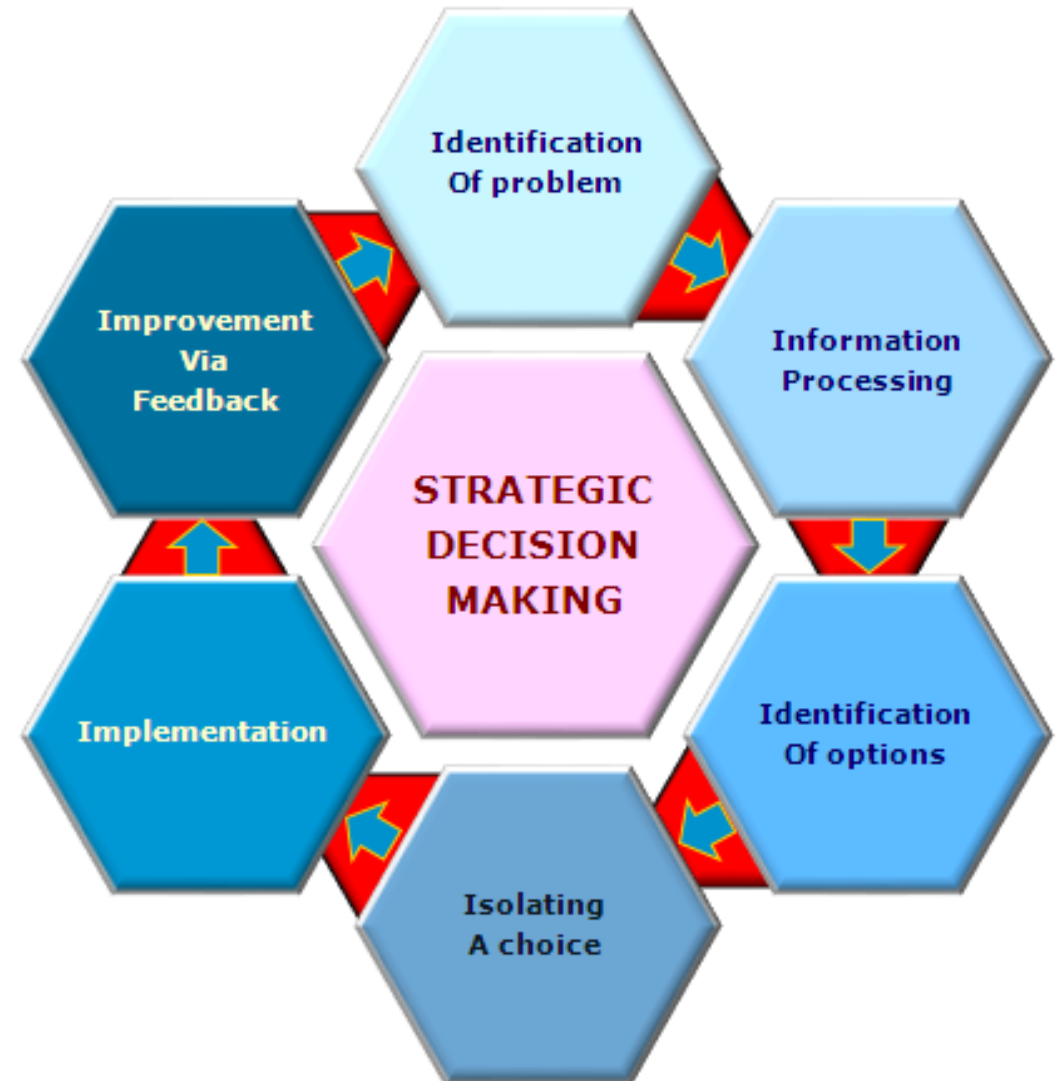 Identification
Of problem
Information
Processing
Identification
Of options
Isolating
A choice
Implementation
Improvement
Via
Feedback
STRATEGIC
DECISION
MAKING